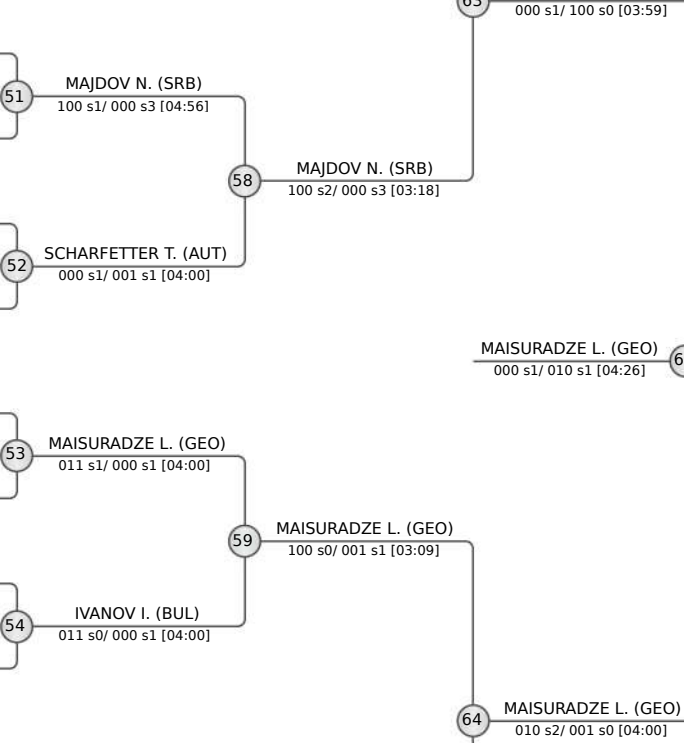 63
000 s1/ 100 s0 [03:59]
51
MAJDOV N. (SRB)
100 s1/ 000 s3 [04:56]
58
MAJDOV N. (SRB)
100 s2/ 000 s3 [03:18]
52
SCHARFETTER T. (AUT)
000 s1/ 001 s1 [04:00]
MAISURADZE L. (GEO)
000 s1/ 010 s1 [04:26]
53
MAISURADZE L. (GEO)
011 s1/ 000 s1 [04:00]
59
MAISURADZE L. (GEO)
100 s0/ 001 s1 [03:09]
54
IVANOV I. (BUL)
011 s0/ 000 s1 [04:00]
64
MAISURADZE L. (GEO)
010 s2/ 001 s0 [04:00]